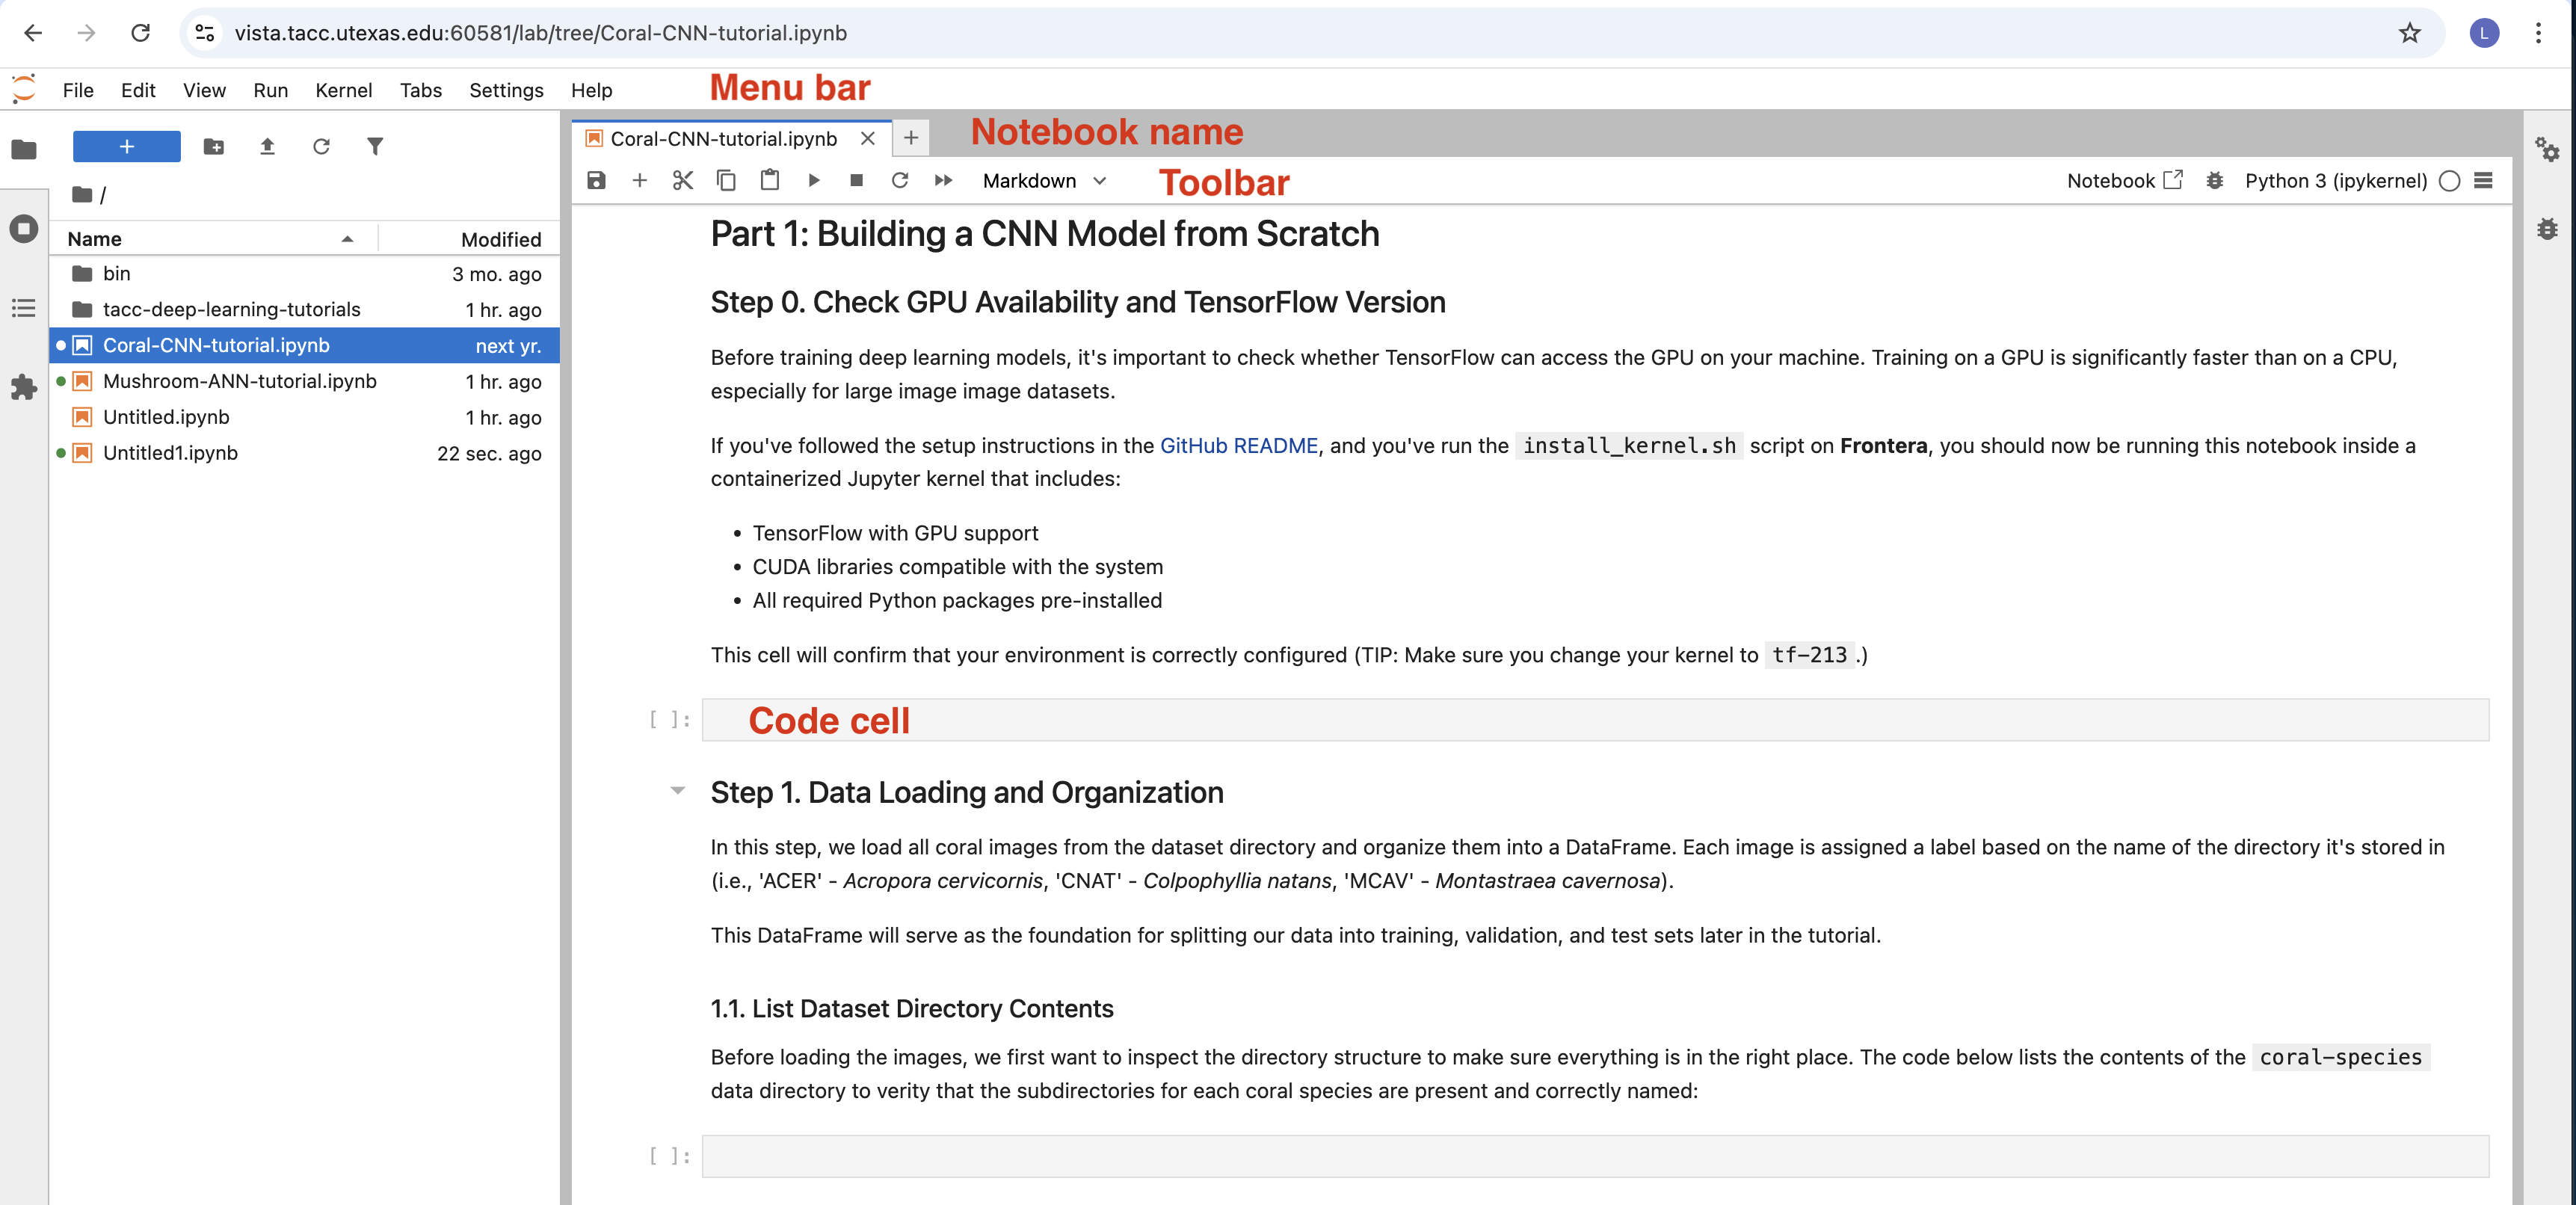 vista.tacc.utexas.edu:60581/lab/tree/Coral-CNN-tutorial.ipynb
L
File Edit View Run Kernel Tabs Settings Help
Menu bar
Coral-CNN-tutorial.ipynb
Notebook name
Markdown
Toolbar
Notebook
Python 3 (ipykernel)
/
Name Modified
bin 3 mo. ago
tacc-deep-learning-tutorials 1 hr. ago
Coral-CNN-tutorial.ipynb next yr.
Mushroom-ANN-tutorial.ipynb 1 hr. ago
Untitled.ipynb 1 hr. ago
Untitled1.ipynb 22 sec. ago
Part 1: Building a CNN Model from Scratch
Step 0. Check GPU Availability and TensorFlow Version
Before training deep learning models, it's important to check whether TensorFlow can access the GPU on your machine. Training on a GPU is significantly faster than on a CPU,
especially for large image image datasets.
If you've followed the setup instructions in the GitHub README, and you've run the install_kernel.sh script on Frontera, you should now be running this notebook inside a
containerized Jupyter kernel that includes:
• TensorFlow with GPU support
• CUDA libraries compatible with the system
• All required Python packages pre-installed
This cell will confirm that your environment is correctly configured (TIP: Make sure you change your kernel to tf-213.)
[ ]:
Code cell
Step 1. Data Loading and Organization
In this step, we load all coral images from the dataset directory and organize them into a DataFrame. Each image is assigned a label based on the name of the directory it's stored in
(i.e., 'ACER' - Acropora cervicornis, 'CNAT' - Colpophyllia natans, 'MCAV' - Montastraea cavernosa).
This DataFrame will serve as the foundation for splitting our data into training, validation, and test sets later in the tutorial.
1.1. List Dataset Directory Contents
Before loading the images, we first want to inspect the directory structure to make sure everything is in the right place. The code below lists the contents of the coral-species
data directory to verity that the subdirectories for each coral species are present and correctly named:
[ ]: